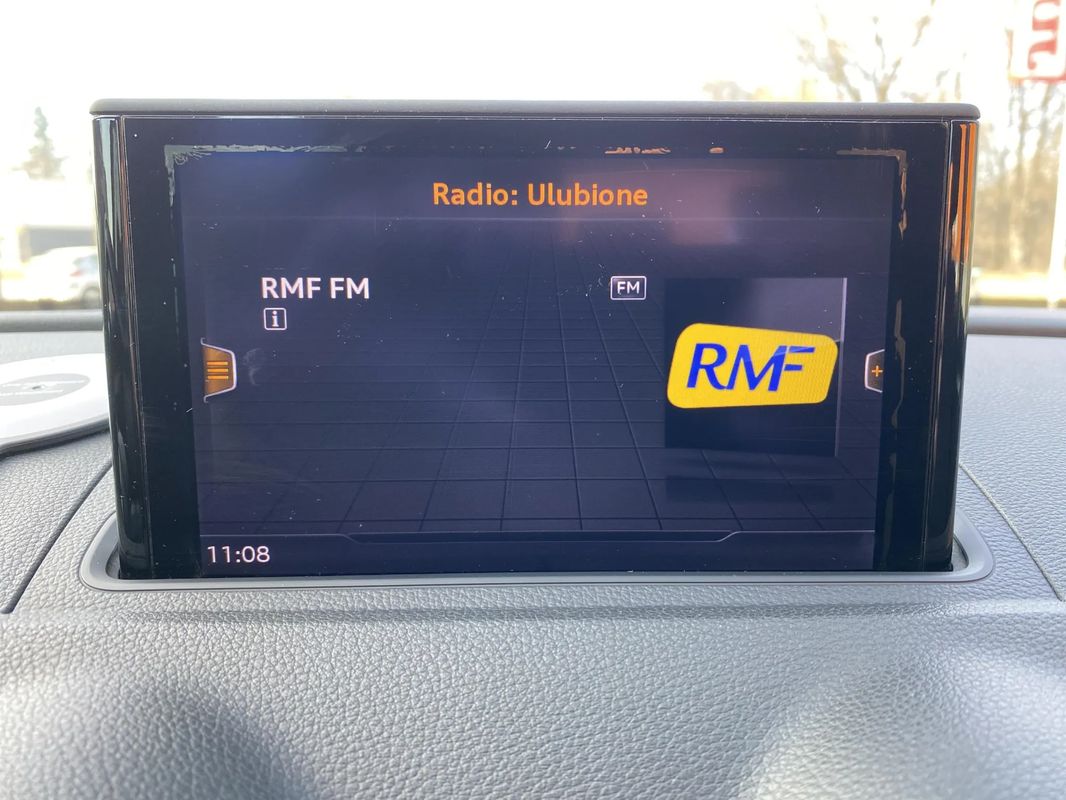 Radio: Ulubione
RMF FM
FM
i
RMF
11:08